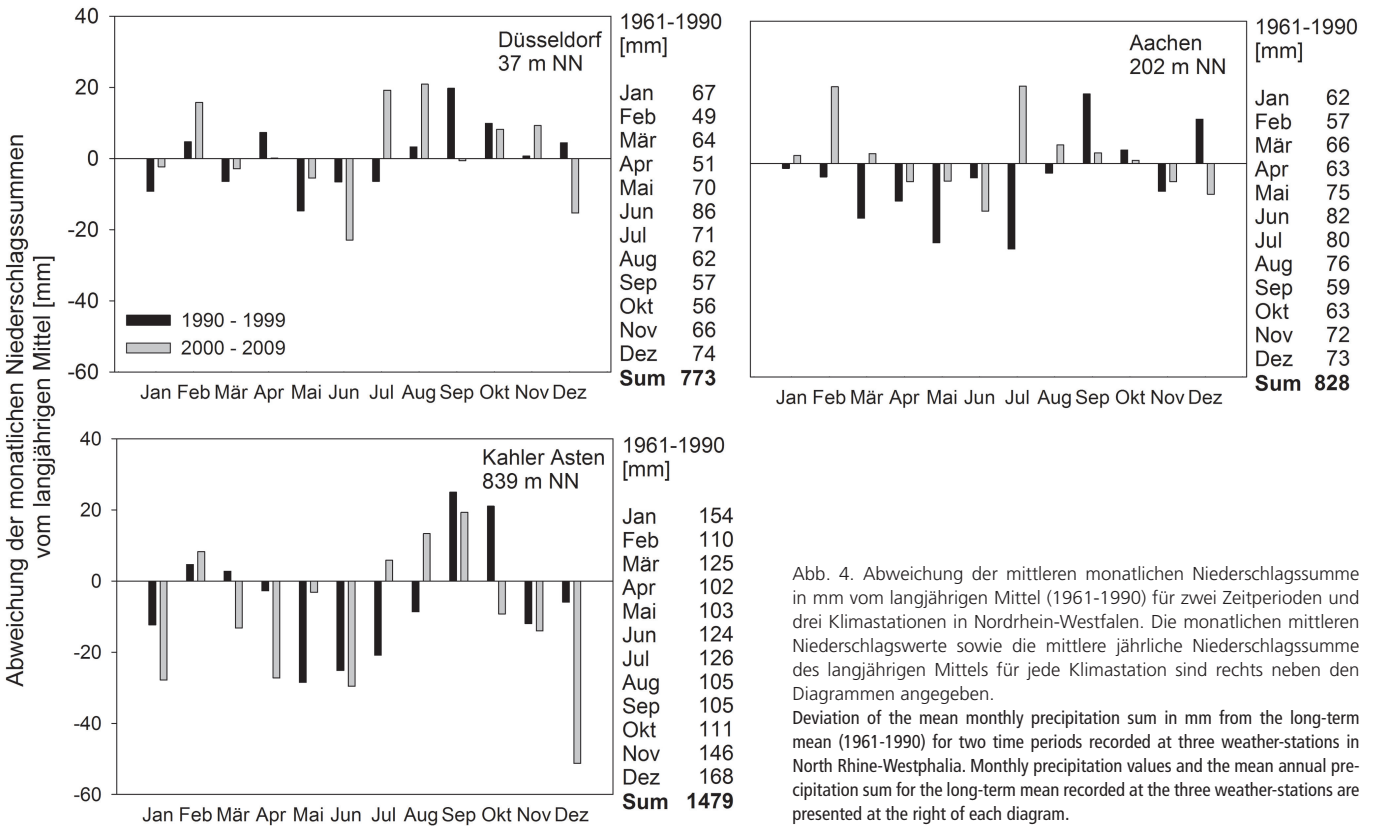 Abweichung der monatlichen Niederschlagssummen
vom langjährigen Mittel [mm]
40
20
0
-20
-40
-60
Düsseldorf
37 m NN
1990 - 1999
2000 - 2009
Jan Feb Mär Apr Mai Jun Jul Aug Sep Okt Nov Dez
1961-1990
[mm]
Jan 67
Feb 49
Mär 64
Apr 51
Mai 70
Jun 86
Jul 71
Aug 62
Sep 57
Okt 56
Nov 66
Dez 74
Sum 773
Aachen
202 m NN
Jan Feb Mär Apr Mai Jun Jul Aug Sep Okt Nov Dez
1961-1990
[mm]
Jan 62
Feb 57
Mär 66
Apr 63
Mai 75
Jun 82
Jul 80
Aug 76
Sep 59
Okt 63
Nov 72
Dez 73
Sum 828
40
20
0
-20
-40
-60
Kahler Asten
839 m NN
Jan Feb Mär Apr Mai Jun Jul Aug Sep Okt Nov Dez
1961-1990
[mm]
Jan 154
Feb 110
Mär 125
Apr 102
Mai 103
Jun 124
Jul 126
Aug 105
Sep 105
Okt 111
Nov 146
Dez 168
Sum 1479
Abb. 4. Abweichung der mittleren monatlichen Niederschlagssumme
in mm vom langjährigen Mittel (1961-1990) für zwei Zeitperioden und
drei Klimastationen in Nordrhein-Westfalen. Die monatlichen mittleren
Niederschlagswerte sowie die mittlere jährliche Niederschlagssumme
des langjährigen Mittels für jede Klimastation sind rechts neben den
Diagrammen angegeben.
Deviation of the mean monthly precipitation sum in mm from the long-term
mean (1961-1990) for two time periods recorded at three weather-stations in
North Rhine-Westphalia. Monthly precipitation values and the mean annual pre-
cipitation sum for the long-term mean recorded at the three weather-stations are
presented at the right of each diagram.